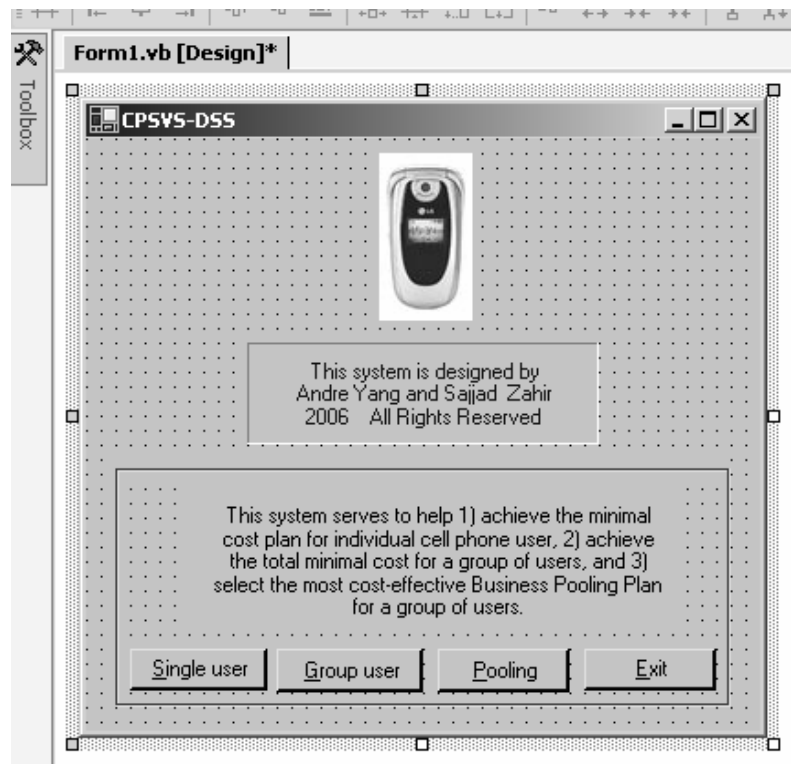 Form1.vb [Design]*
Toolbox
CPSVS-DSS
LG
This system is designed by
Andre Yang and Sajjad Zahir
2006 All Rights Reserved
This system serves to help 1) achieve the minimal
cost plan for individual cell phone user, 2) achieve
the total minimal cost for a group of users, and 3)
select the most cost-effective Business Pooling Plan
for a group of users.
Single user
Group user
Pooling
Exit